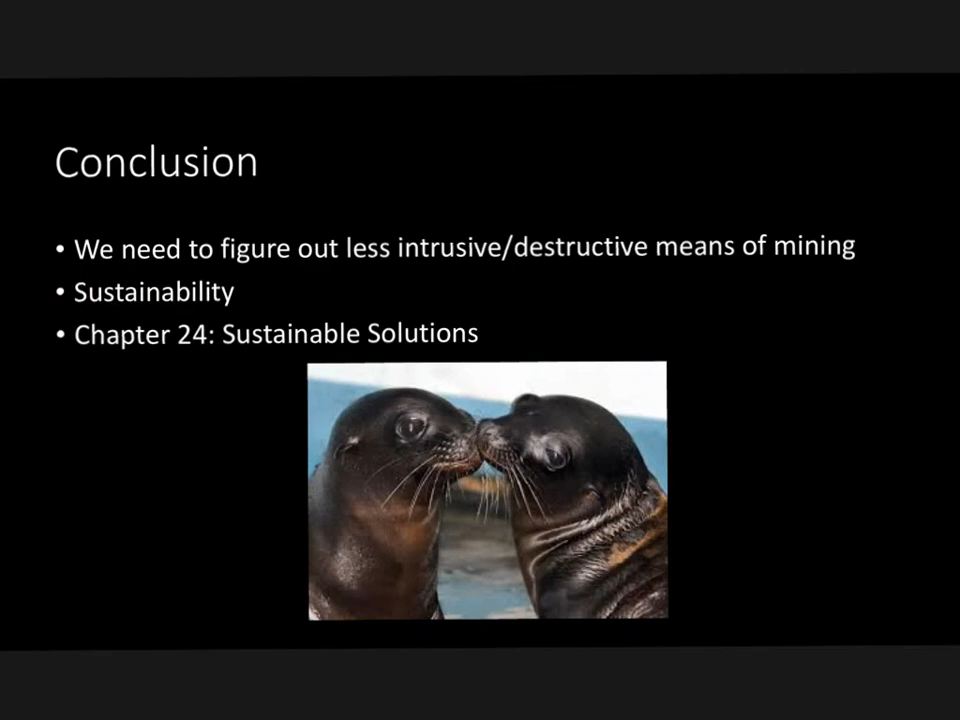 Conclusion
• We need to figure out less intrusive/destructive means of mining
• Sustainability
• Chapter 24: Sustainable Solutions